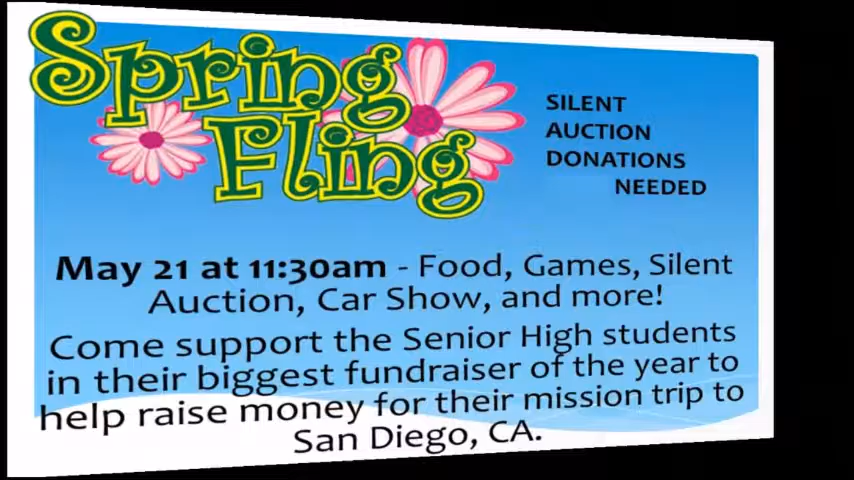 Spring
Fling
SILENT
AUCTION
DONATIONS
NEEDED
May 21 at 11:30am - Food, Games, Silent
Auction, Car Show, and more!
Come support the Senior High students
in their biggest fundraiser of the year to
help raise money for their mission trip to
San Diego, CA.